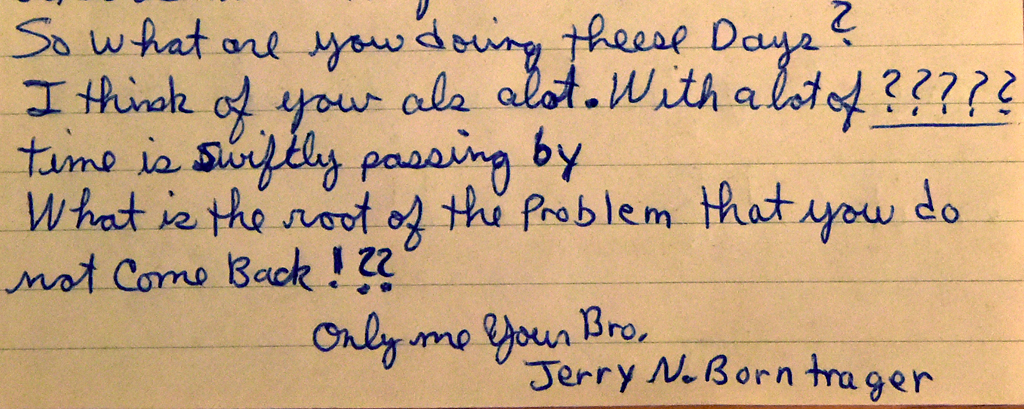 So what are you doing theese Days?
I think of you als alot. With a lot of ?????
time is swiftly passing by
What is the root of the Problem that you do
not Come Back !??
Only me Your Bro.
Jerry N. Borntrager